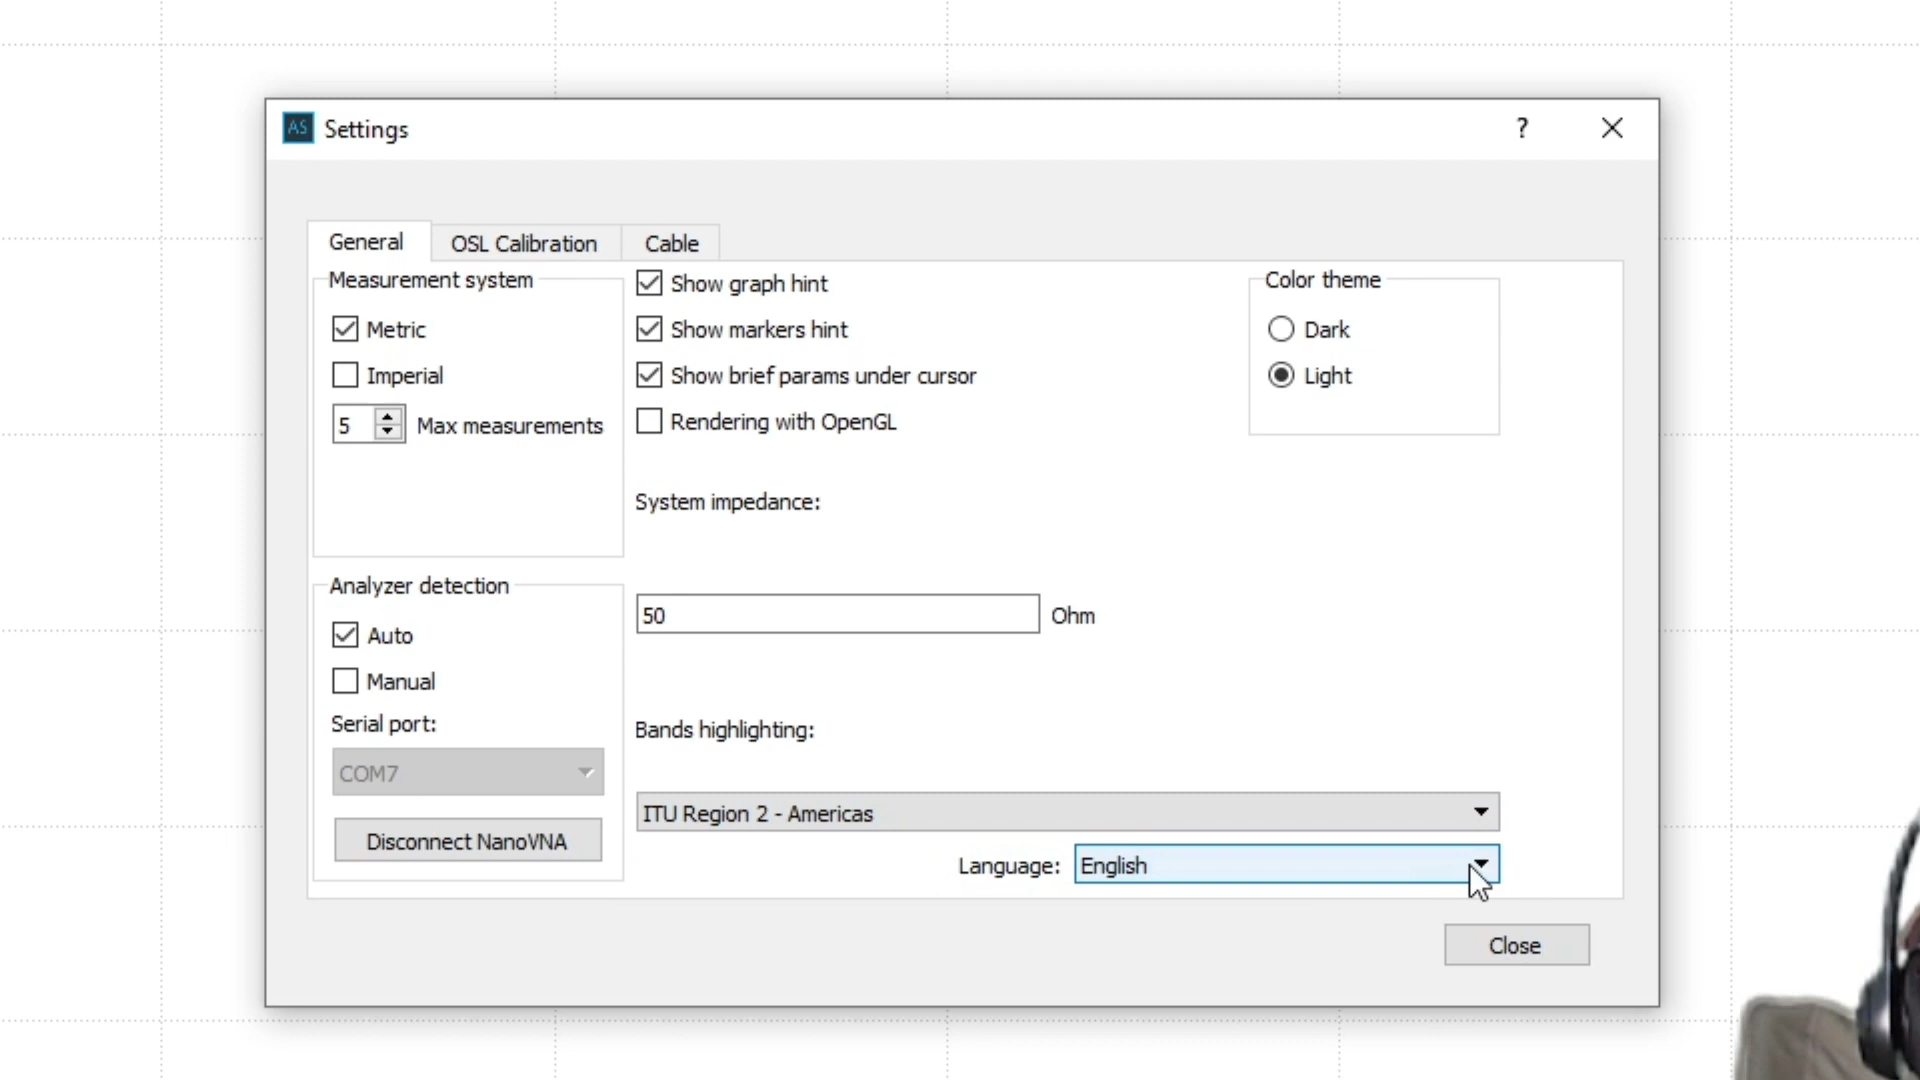 AS Settings ?
General OSL Calibration Cable
Measurement system
Metric
Imperial
5 Max measurements
Show graph hint
Show markers hint
Show brief params under cursor
Rendering with OpenGL
Color theme
Dark
Light
System impedance:
50 Ohm
Analyzer detection
Auto
Manual
Serial port:
COM7
Disconnect NanoVNA
Bands highlighting:
ITU Region 2 - Americas
Language: English
Close